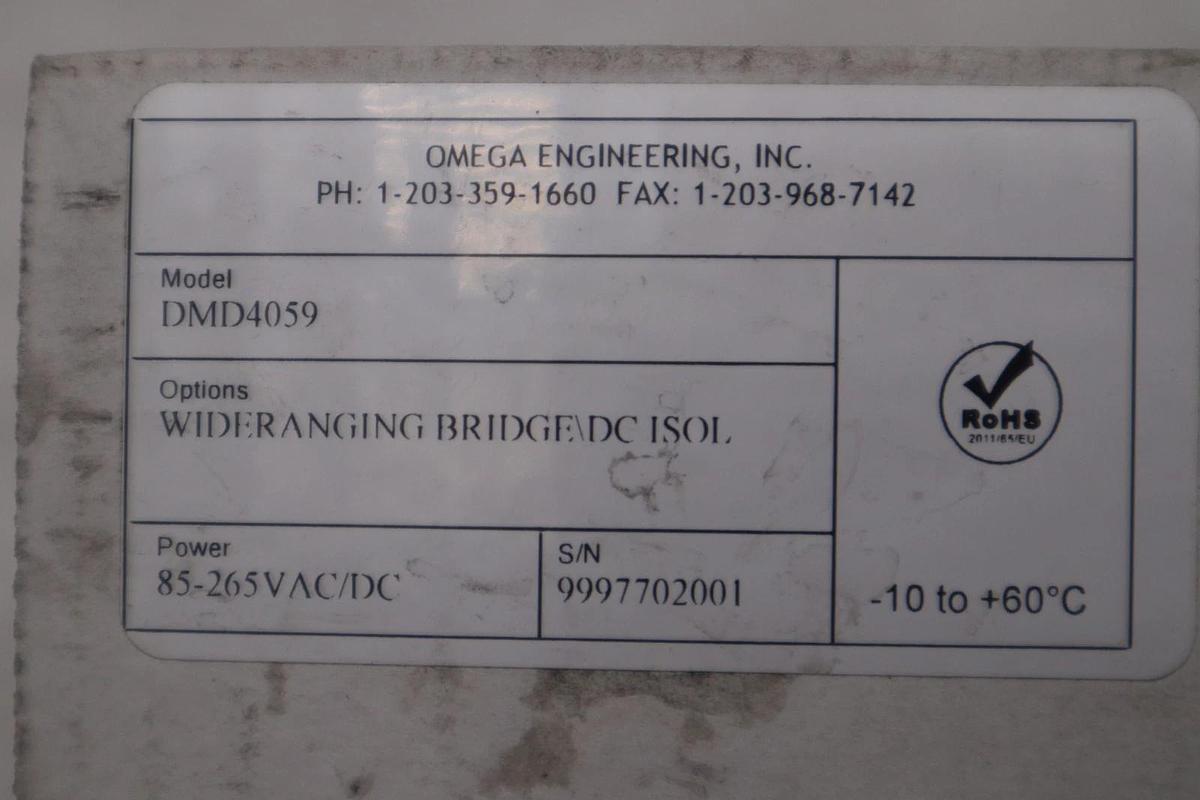 OMEGA ENGINEERING, INC.
PH: 1-203-359-1660 FAX: 1-203-968-7142
Model
DMD4059
Options
WIDERANGING BRIDGE\DC ISOL.
Power
85-265VAC/DC
S/N
9997702001
RoHS
2011/65/EU
-10 to +60°C